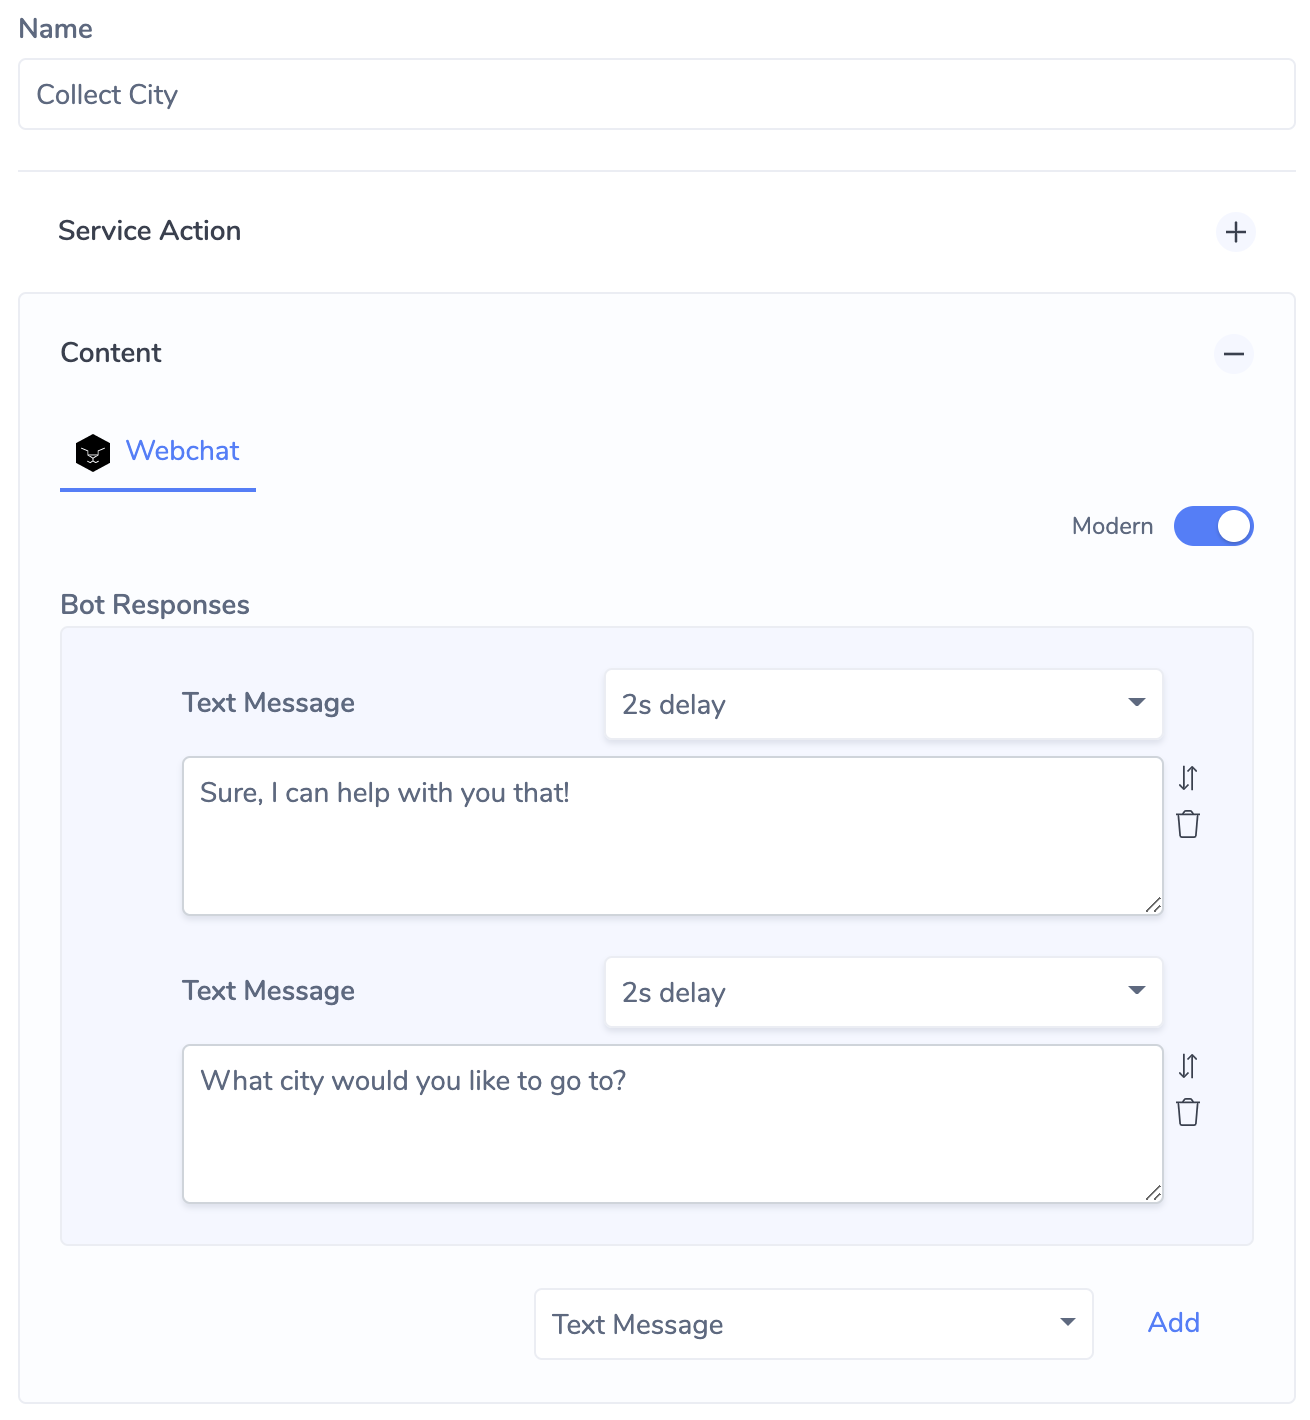 Name
Collect City
Service Action
Content
Webchat
Modern
Bot Responses
Text Message
2s delay
Sure, I can help with you that!
Text Message
2s delay
What city would you like to go to?
Text Message
Add